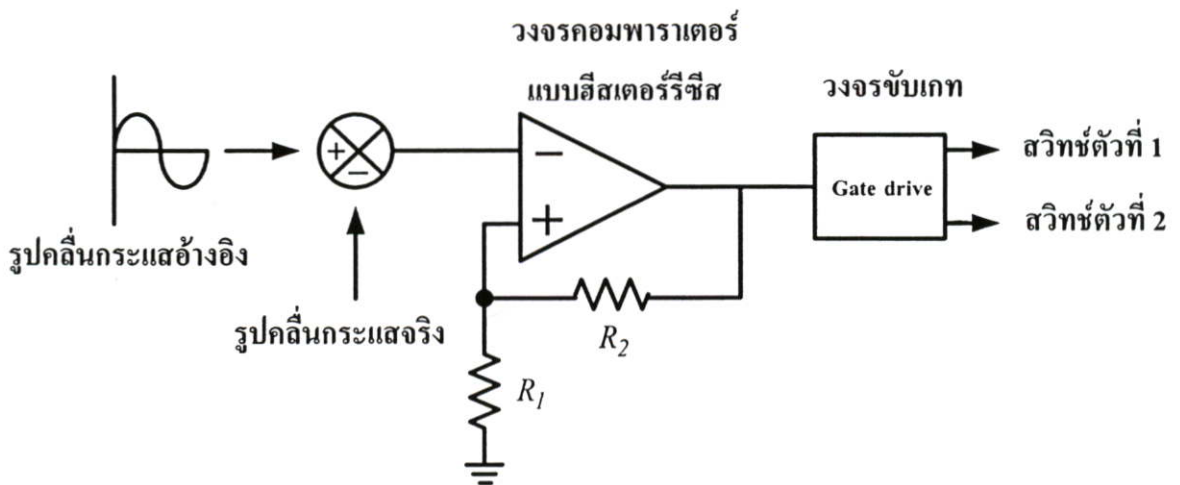 วงจรคอมพาราเตอร์
แบบฮีสเตอร์รีซีส
วงจรขับเกท
+
−
−
+
Gate drive
สวิทช์ตัวที่ 1
สวิทช์ตัวที่ 2
รูปคลื่นกระแสอ้างอิง
รูปคลื่นกระแสจริง
R2
R1